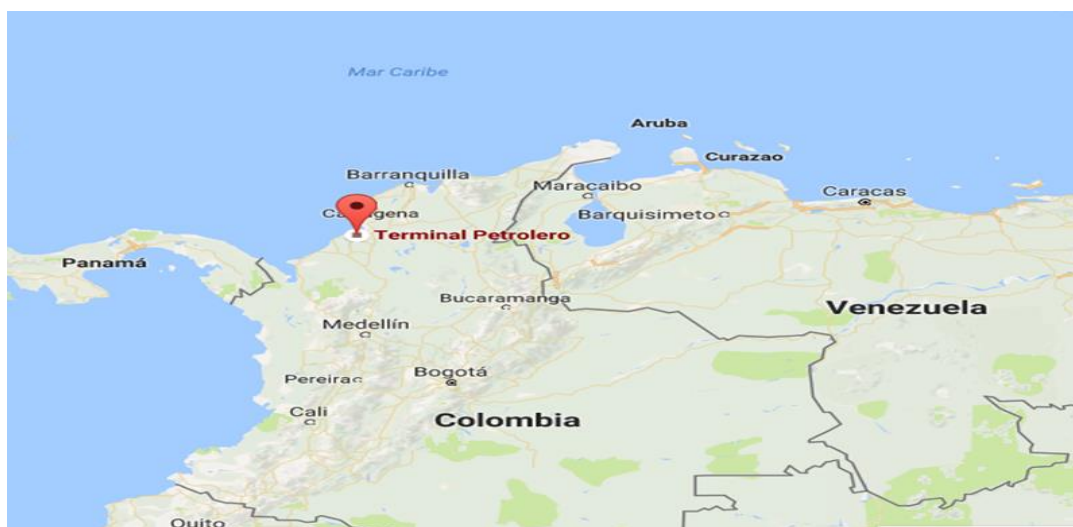 Mar Caribe
Aruba
Curazao
Barranquilla
Maracaibo
Caracas
Cartagena
Barquisimeto
Terminal Petrolero
Panamá
Bucaramanga
Venezuela
Medellín
Bogotá
Pereira
Cali
Colombia
Quito